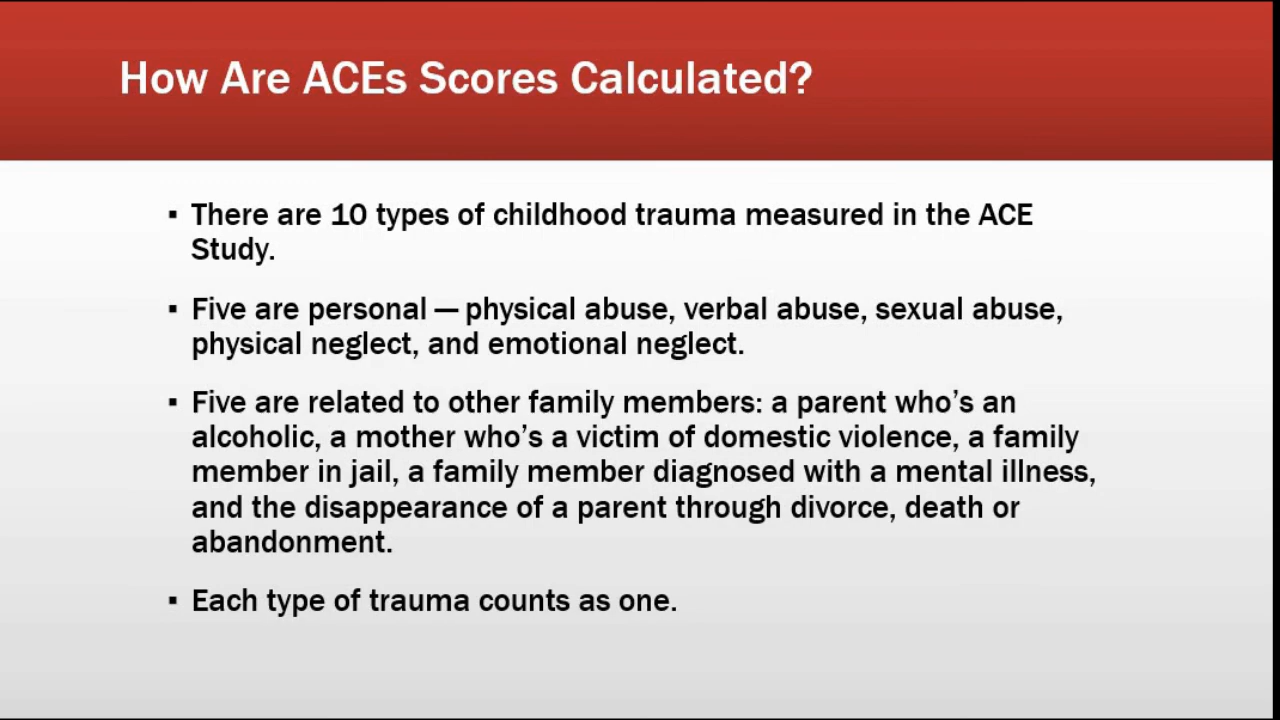 How Are ACEs Scores Calculated?
▪ There are 10 types of childhood trauma measured in the ACE
Study.
▪ Five are personal — physical abuse, verbal abuse, sexual abuse,
physical neglect, and emotional neglect.
▪ Five are related to other family members: a parent who’s an
alcoholic, a mother who’s a victim of domestic violence, a family
member in jail, a family member diagnosed with a mental illness,
and the disappearance of a parent through divorce, death or
abandonment.
▪ Each type of trauma counts as one.